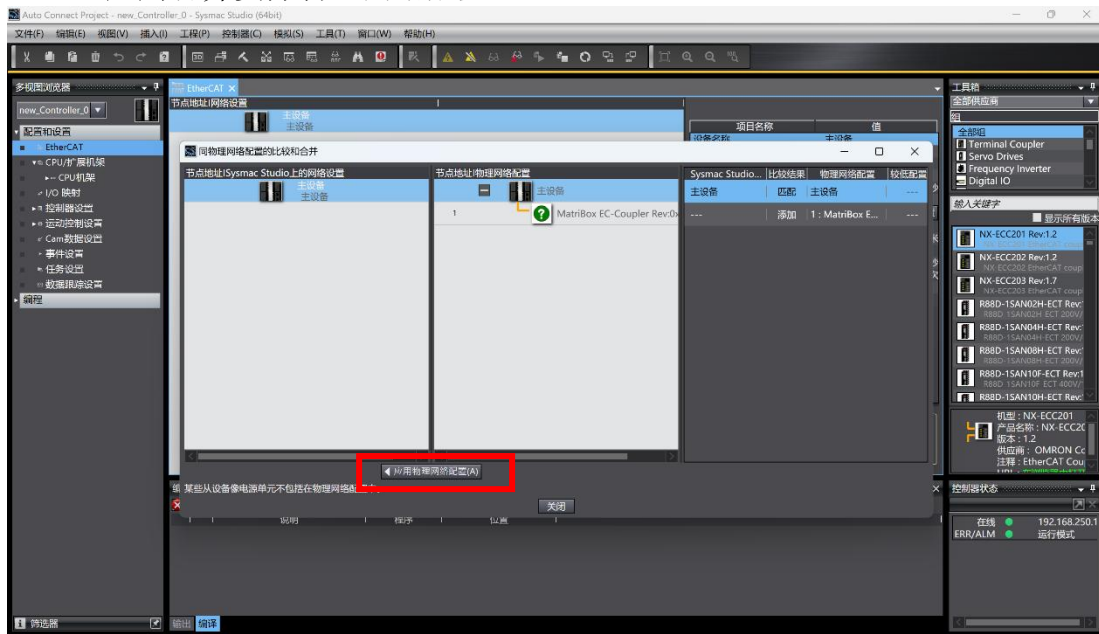 Auto Connect Project - new_Controller_0 - Sysmac Studio (64bit)
文件(F) 编辑(E) 视图(V) 插入(I) 工程(P) 控制器(C) 模拟(S) 工具(T) 窗口(W) 帮助(H)
多视图浏览器
new_Controller_0
配置和设置
EtherCAT
CPU/扩展机架
CPU机架
I/O 映射
控制器设置
运动控制设置
Cam数据设置
事件设置
任务设置
数据跟踪设置
编程
筛选器
EtherCAT
节点地址|网络设置
主设备
主设备
项目名称 值
设备名称 主设备
同物理网络配置的比较和合并
节点地址|Sysmac Studio上的网络设置
主设备
主设备
节点地址|物理网络配置
主设备
1 MatriBox EC-Coupler Rev:0x
Sysmac Studio... 比较结果 物理网络配置 较低配置
主设备 匹配 主设备 ---
--- 添加 1 : MatriBox E... ---
应用物理网络配置(A)
某些从设备像电源单元不包括在物理网络配
关闭
说明 程序 位置
输出 编译
工具箱
全部供应商
组
全部组
Terminal Coupler
Servo Drives
Frequency Inverter
Digital IO
输入关键字
显示所有版本
NX-ECC201 Rev:1.2
NX-ECC202 Rev:1.2
NX-ECC202 EtherCAT coup
NX-ECC203 Rev:1.7
NX-ECC203 EtherCAT coup
R88D-1SAN02H-ECT Rev:
R88D-1SAN02H-ECT 200V/
R88D-1SAN04H-ECT Rev:
R88D-1SAN04H-ECT 200V/
R88D-1SAN08H-ECT Rev:
R88D-1SAN08H-ECT 200V/
R88D-1SAN10F-ECT Rev:1
R88D-1SAN10F-ECT 400V/
R88D-1SAN10H-ECT Rev:
机型 : NX-ECC201
产品名称 : NX-ECC20
版本 : 1.2
供应商 : OMRON Co
注释 : EtherCAT Cou
控制器状态
在线 192.168.250.1
ERR/ALM 运行模式